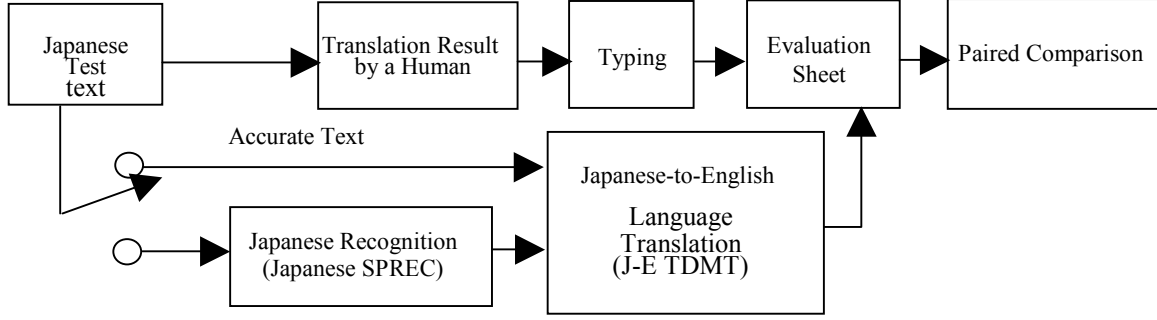 Japanese
Test
text
Translation Result
by a Human
Typing
Evaluation
Sheet
Paired Comparison
Accurate Text
Japanese Recognition
(Japanese SPREC)
Japanese-to-English
Language
Translation
(J-E TDMT)